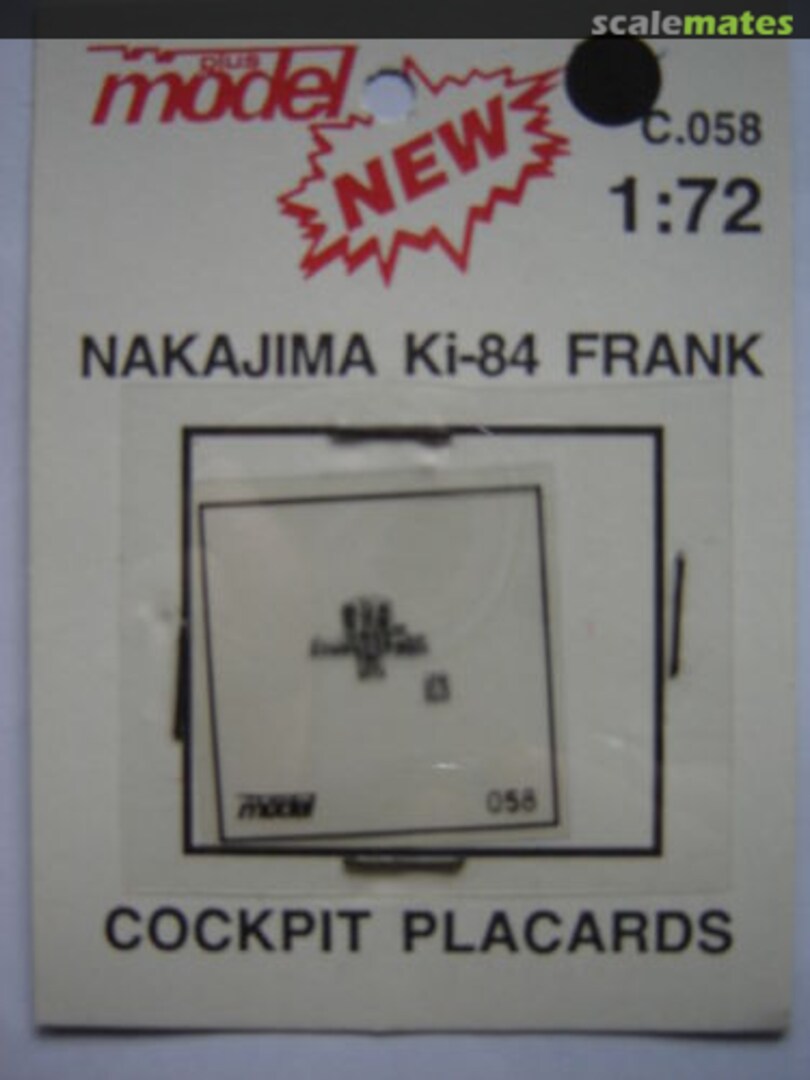 scalemates
plus
model
NEW
C.058
1:72
NAKAJIMA Ki-84 FRANK
model
058
COCKPIT PLACARDS